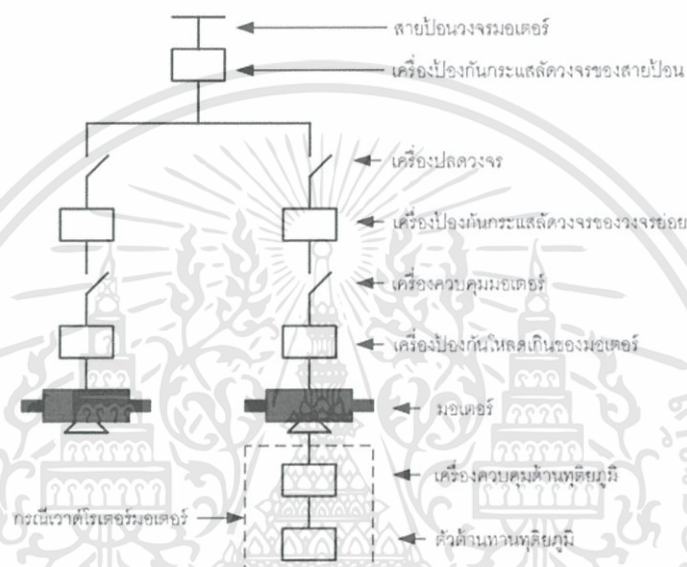 สายป้อนวงจรมอเตอร์
เครื่องป้องกันกระแสลัดวงจรของสายป้อน
เครื่องปลดวงจร
เครื่องป้องกันกระแสลัดวงจรของวงจรย่อย
เครื่องควบคุมมอเตอร์
เครื่องป้องกันโหลดเกินของมอเตอร์
มอเตอร์
เครื่องควบคุมด้านทุติยภูมิ
กรณีเวาด์โรเตอร์มอเตอร์
ตัวต้านทานทุติยภูมิ